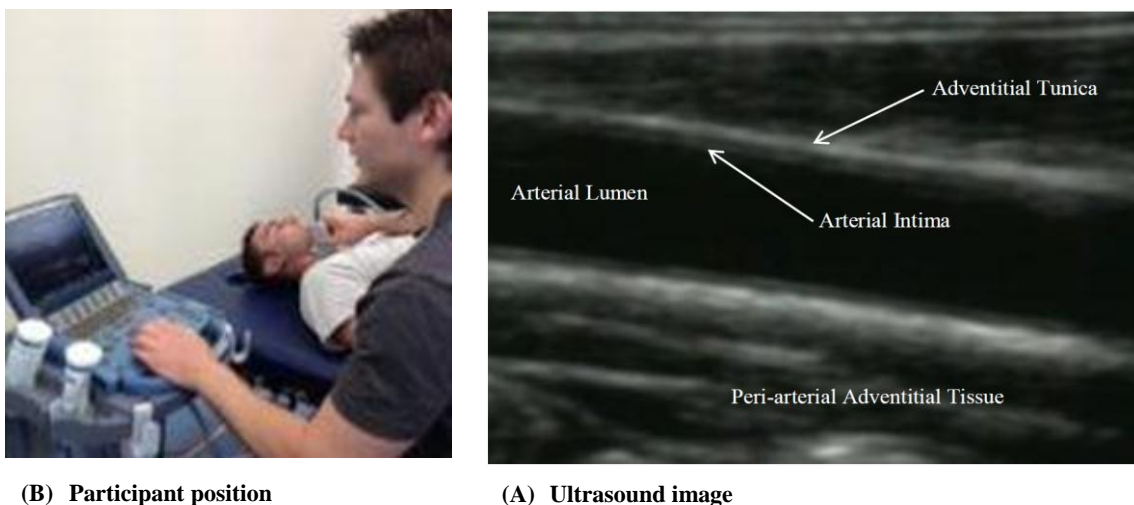 Adventitial Tunica
Arterial Lumen
Arterial Intima
Peri-arterial Adventitial Tissue
(B) Participant position
(A) Ultrasound image